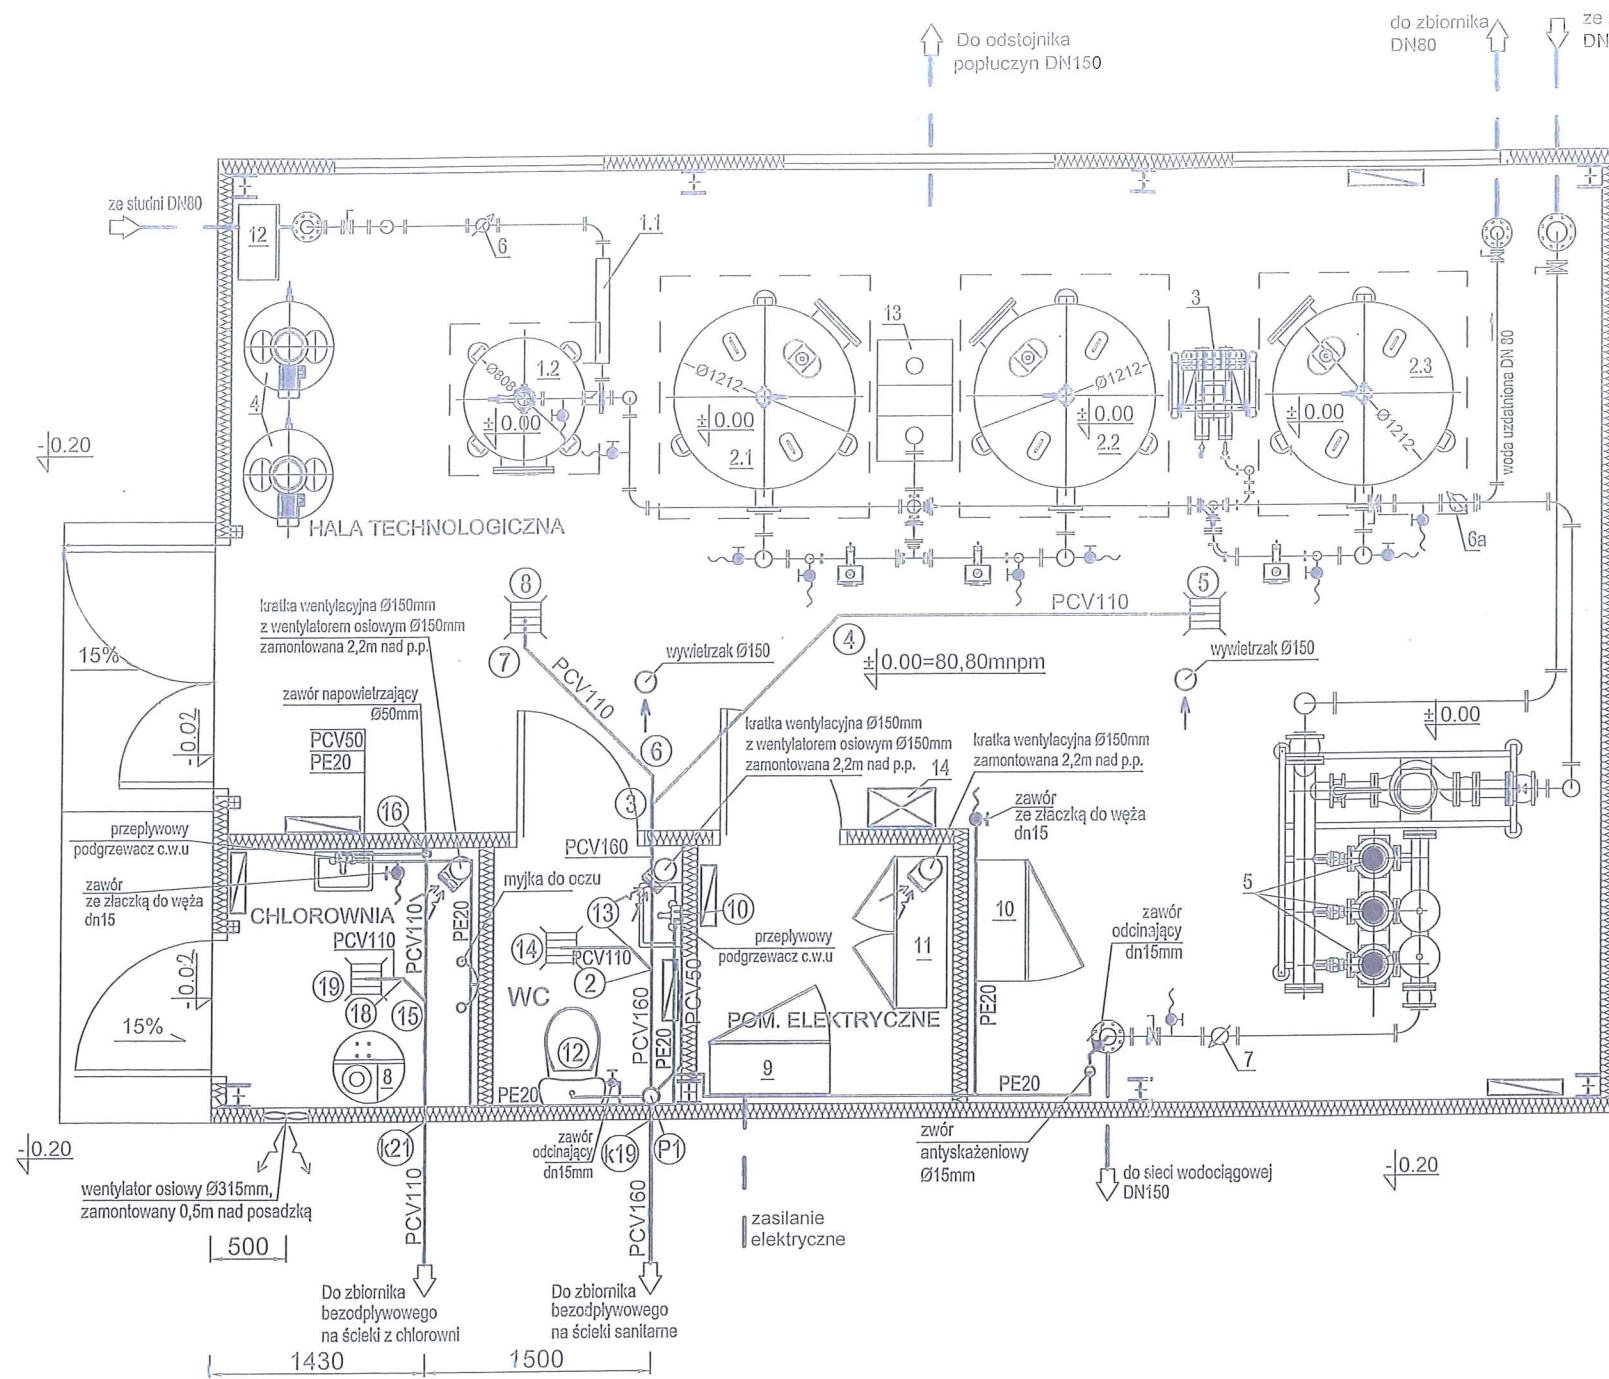 Do odstojnika
popłuczyn DN150
do zbiornika
DN80
ze
DN
ze studni DN80
12
6
1.1
13
3
4
Ø808
1.2
± 0.00
Ø1212
± 0.00
2.1
Ø1212
± 0.00
2.2
2.3
± 0.00
Ø1212
woda uzdatniona DN 80
6a
-0.20
HALA TECHNOLOGICZNA
8
7
PCV110
5
PCV110
4
± 0.00=80,80mnpm
wywietrzak Ø150
wywietrzak Ø150
kratka wentylacyjna Ø150mm
z wentylatorem osiowym Ø150mm
zamontowana 2,2m nad p.p.
15%
-0.02
zawór napowietrzający
Ø50mm
PCV50
PE20
6
3
kratka wentylacyjna Ø150mm
z wentylatorem osiowym Ø150mm
zamontowana 2,2m nad p.p.
14
kratka wentylacyjna Ø150mm
zamontowana 2,2m nad p.p.
± 0.00
zawór
ze złączką do węża
dn15
16
przepływowy
podgrzewacz c.w.u
zawór
ze złączką do węża
dn15
CHLOROWNIA
PCV110
PCV110
PE20
myjka do oczu
PCV160
13
10
14
PCV110
2
WC
przepływowy
podgrzewacz c.w.u
PCV50
PCV160
PE20
11
10
PE20
POM. ELEKTRYCZNE
9
zawór
odcinający
dn15mm
5
7
19
18
15
8
-0.02
15%
12
PE20
PE20
k21
k19
P1
zawór
odcinający
dn15mm
zwór
antyskażeniowy
Ø15mm
do sieci wodociągowej
DN150
-0.20
-0.20
wentylator osiowy Ø315mm,
zamontowany 0,5m nad posadzką
500
PCV110
PCV160
zasilanie
elektryczne
Do zbiornika
bezodpływowego
na ścieki z chlorowni
Do zbiornika
bezodpływowego
na ścieki sanitarne
1430
1500